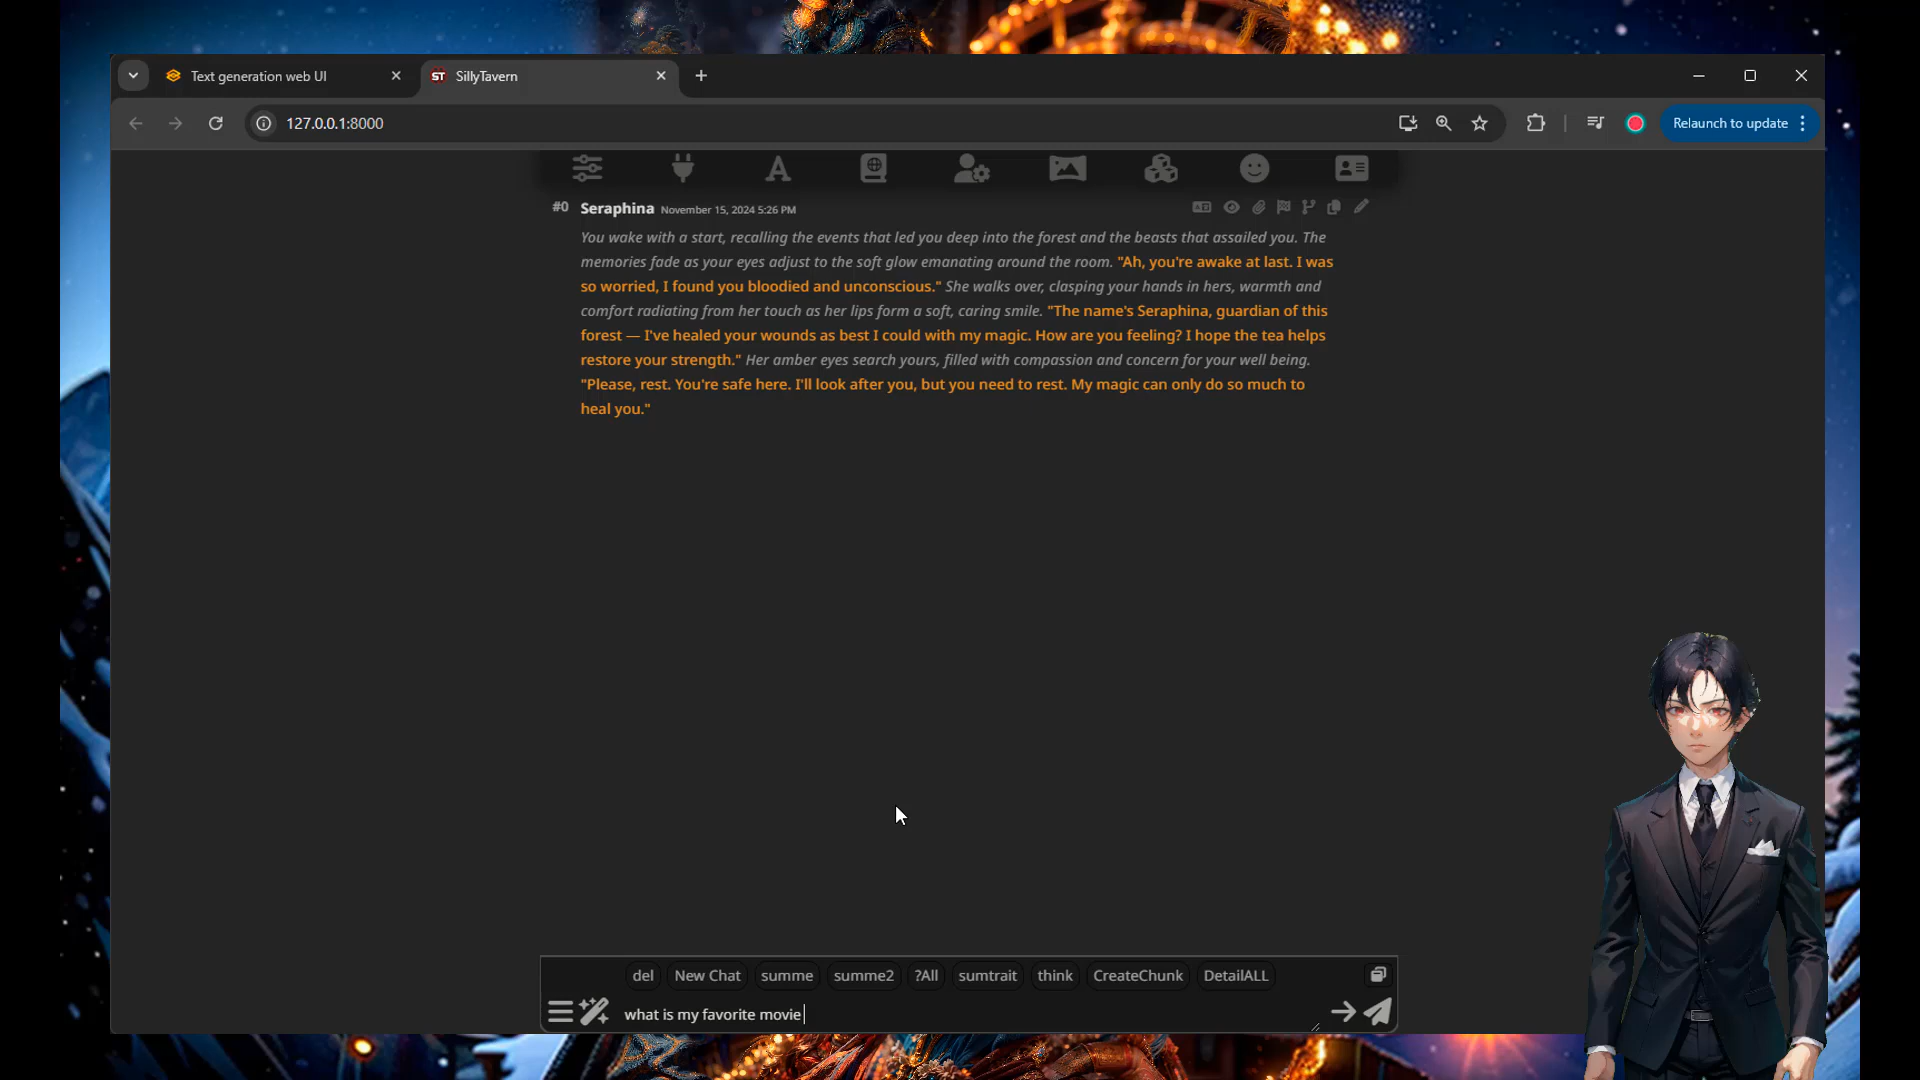 Text generation web UI
ST SillyTavern
127.0.0.1:8000
Relaunch to update
#0 Seraphina November 15, 2024 5:26 PM
You wake with a start, recalling the events that led you deep into the forest and the beasts that assailed you. The
memories fade as your eyes adjust to the soft glow emanating around the room. "Ah, you're awake at last. I was
so worried, I found you bloodied and unconscious." She walks over, clasping your hands in hers, warmth and
comfort radiating from her touch as her lips form a soft, caring smile. "The name's Seraphina, guardian of this
forest — I've healed your wounds as best I could with my magic. How are you feeling? I hope the tea helps
restore your strength." Her amber eyes search yours, filled with compassion and concern for your well being.
"Please, rest. You're safe here. I'll look after you, but you need to rest. My magic can only do so much to
heal you."
del New Chat summe summe2 ?All sumtrait think CreateChunk DetailALL
what is my favorite movie